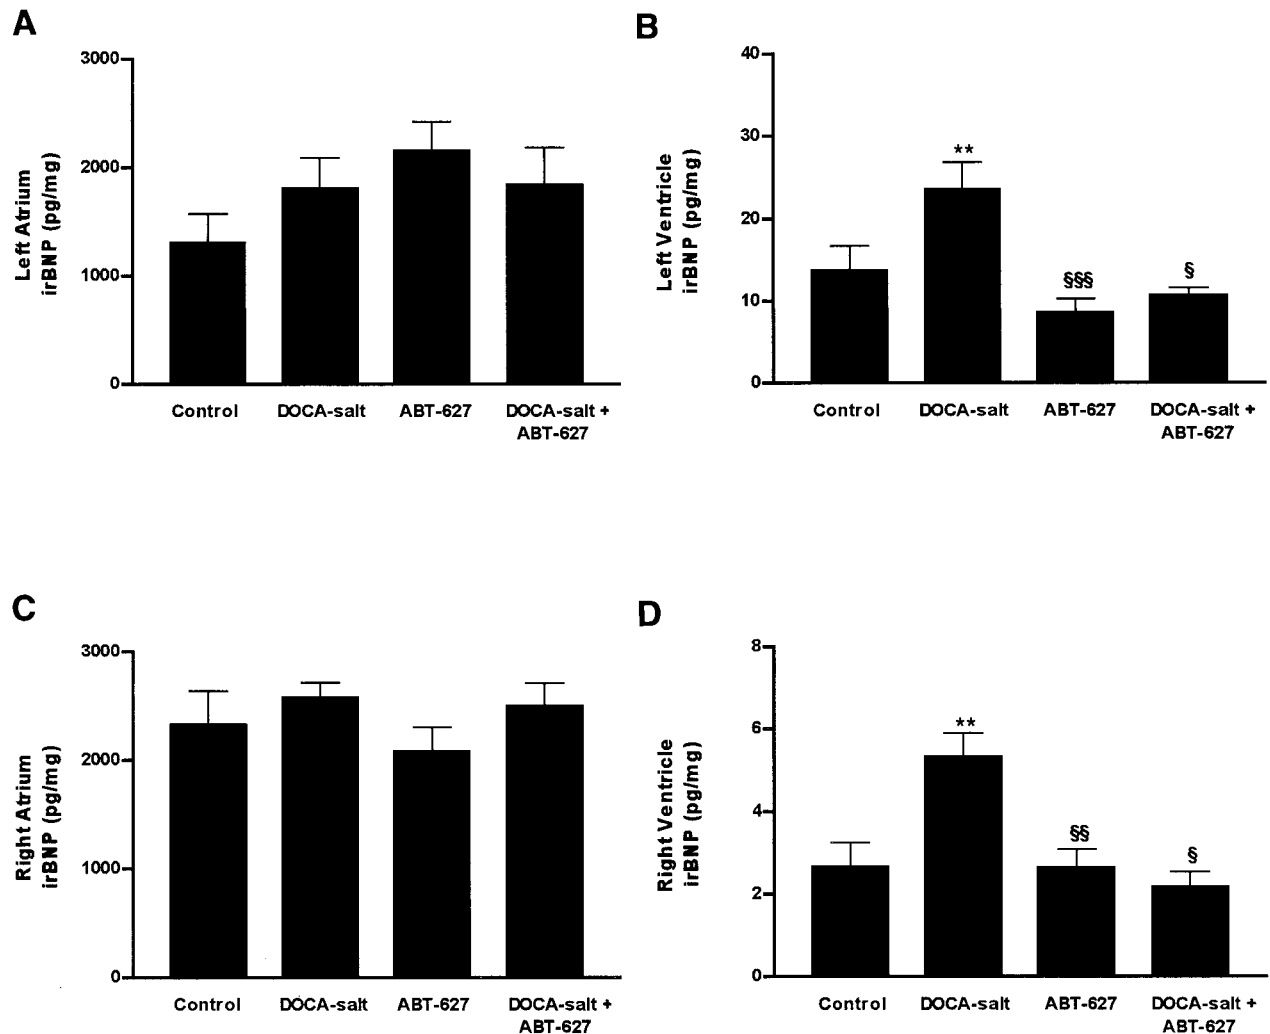 A
Left Atrium
irBNP (pg/mg)
3000
2000
1000
0
Control
DOCA-salt
ABT-627
DOCA-salt +
ABT-627
B
Left Ventricle
irBNP (pg/mg)
40
30
20
10
0
**
§§§
§
Control
DOCA-salt
ABT-627
DOCA-salt +
ABT-627
C
Right Atrium
irBNP (pg/mg)
3000
2000
1000
0
Control
DOCA-salt
ABT-627
DOCA-salt +
ABT-627
D
Right Ventricle
irBNP (pg/mg)
8
6
4
2
0
**
§§
§
Control
DOCA-salt
ABT-627
DOCA-salt +
ABT-627